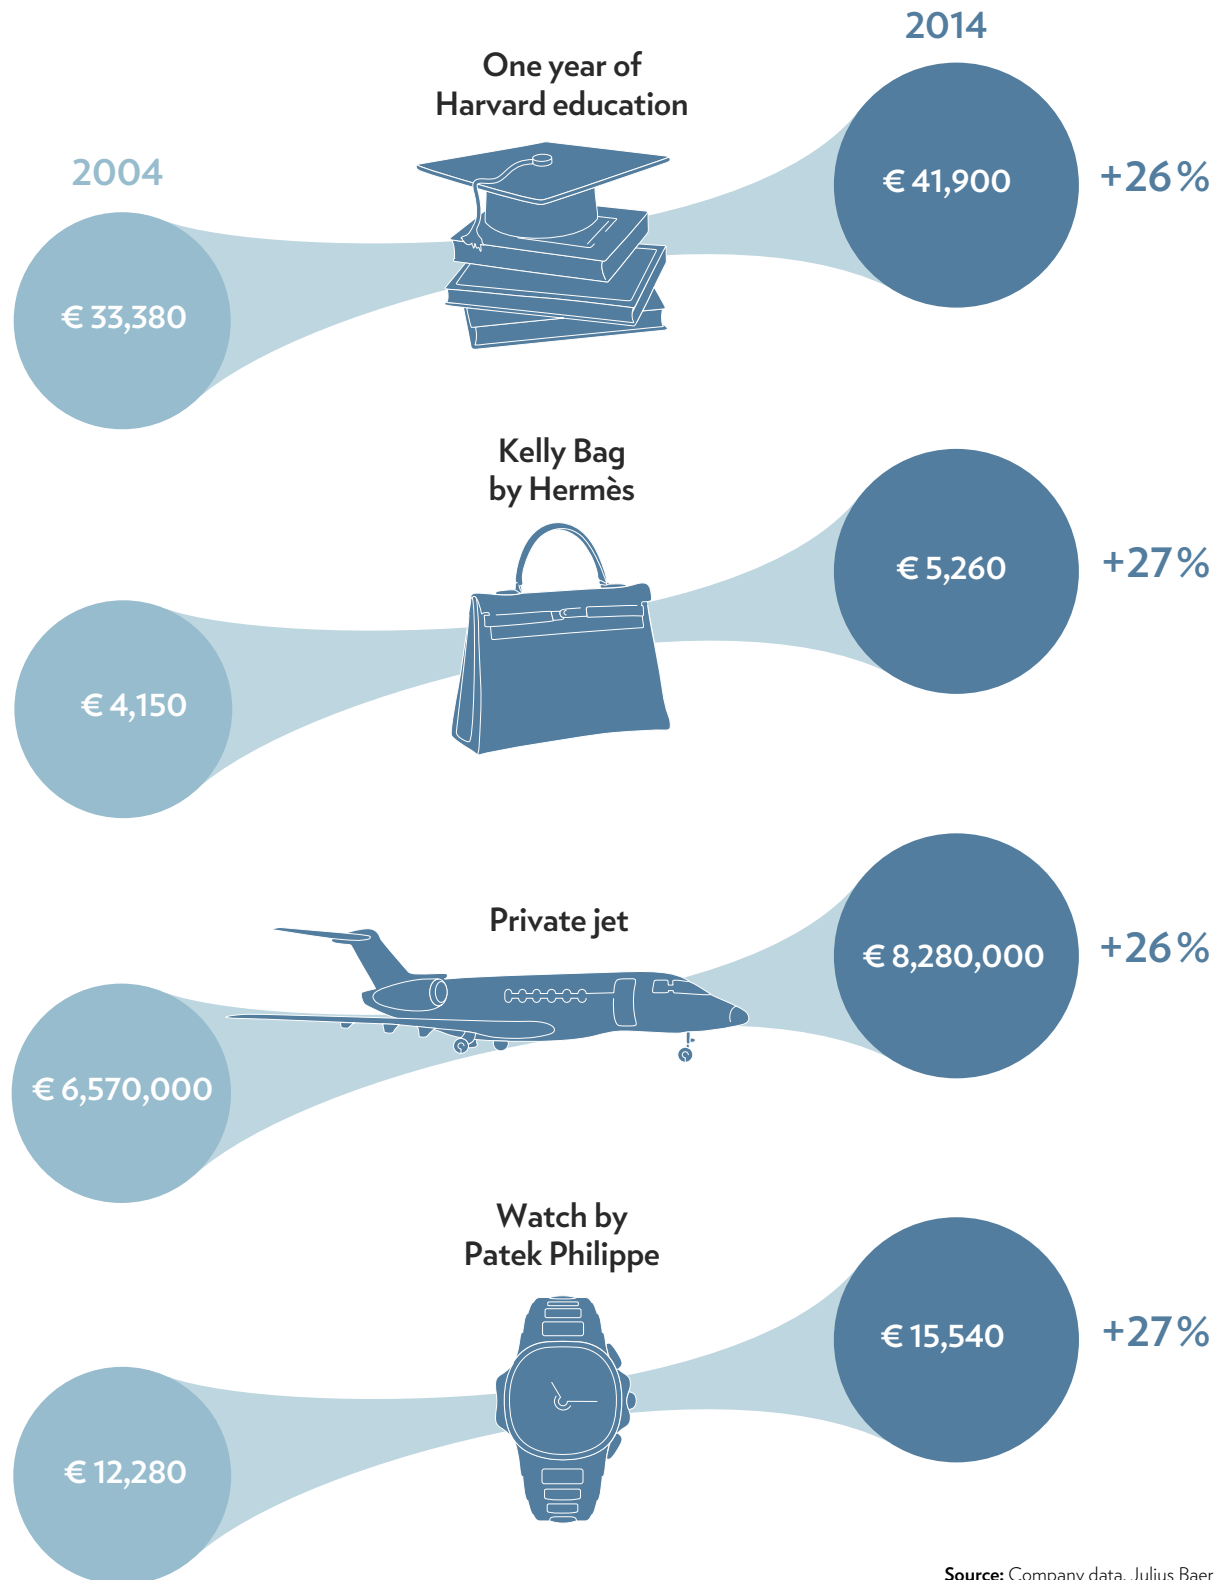 2014
One year of
Harvard education
2004
€ 41,900
+26%
€ 33,380
Kelly Bag
by Hermès
€ 5,260
+27%
€ 4,150
Private jet
€ 8,280,000
+26%
€ 6,570,000
Watch by
Patek Philippe
€ 15,540
+27%
€ 12,280
Source: Company data, Julius Baer